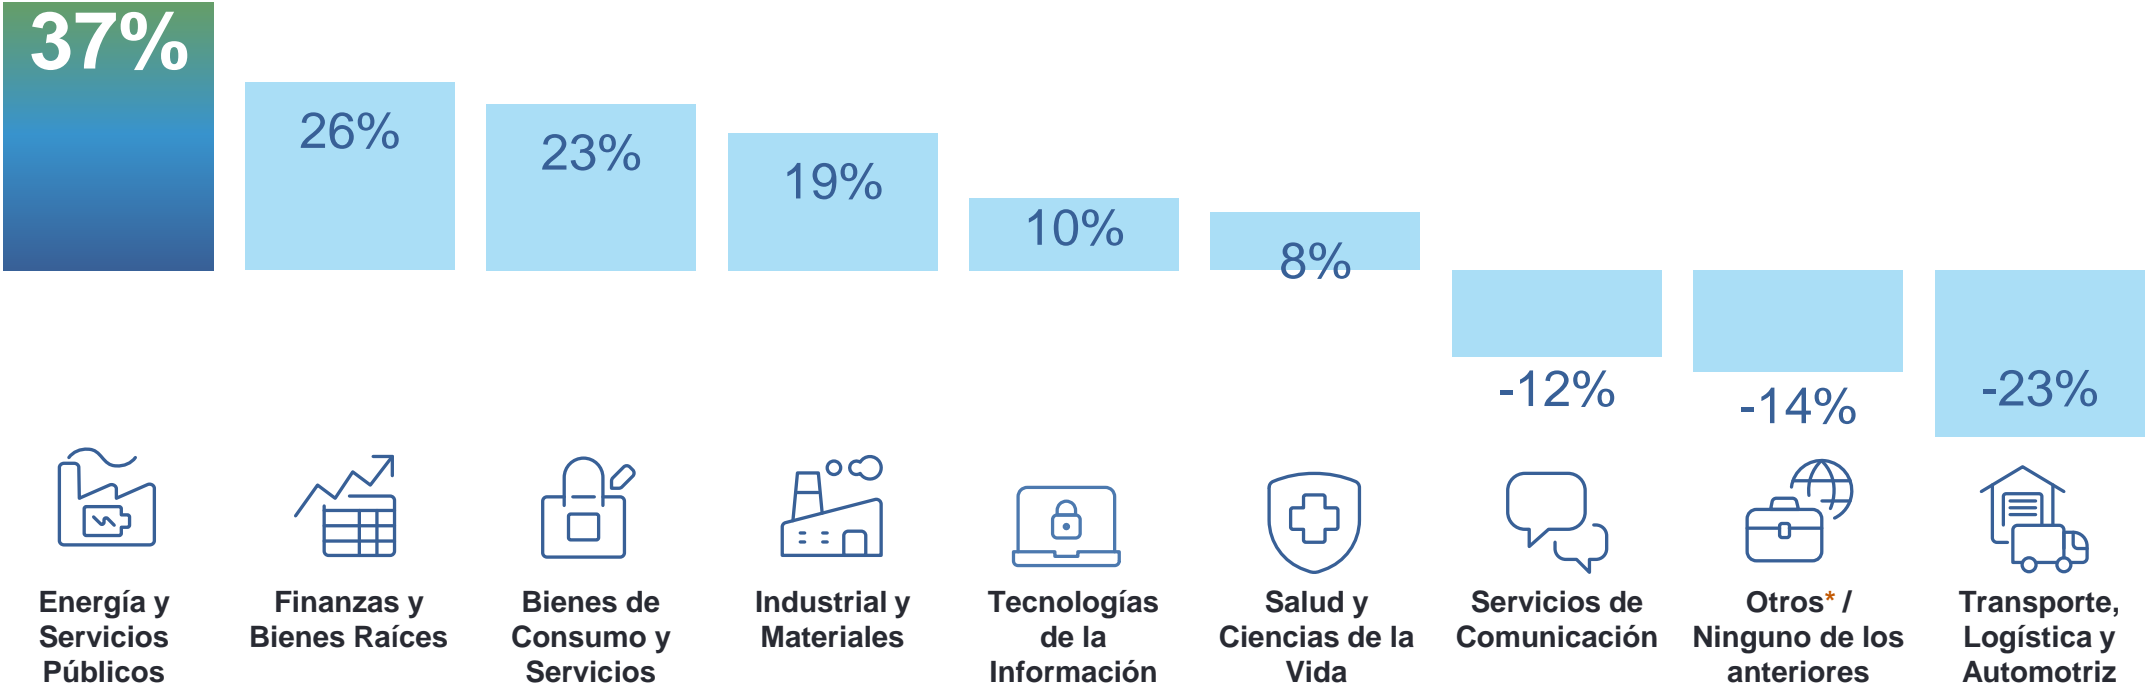 37%
26%
23%
19%
10%
8%
-12%
-14%
-23%
Energía y
Servicios
Públicos
Finanzas y
Bienes Raíces
Bienes de
Consumo y
Servicios
Industrial y
Materiales
Tecnologías
de la
Información
Salud y
Ciencias de la
Vida
Servicios de
Comunicación
Otros* /
Ninguno de los
anteriores
Transporte,
Logística y
Automotriz